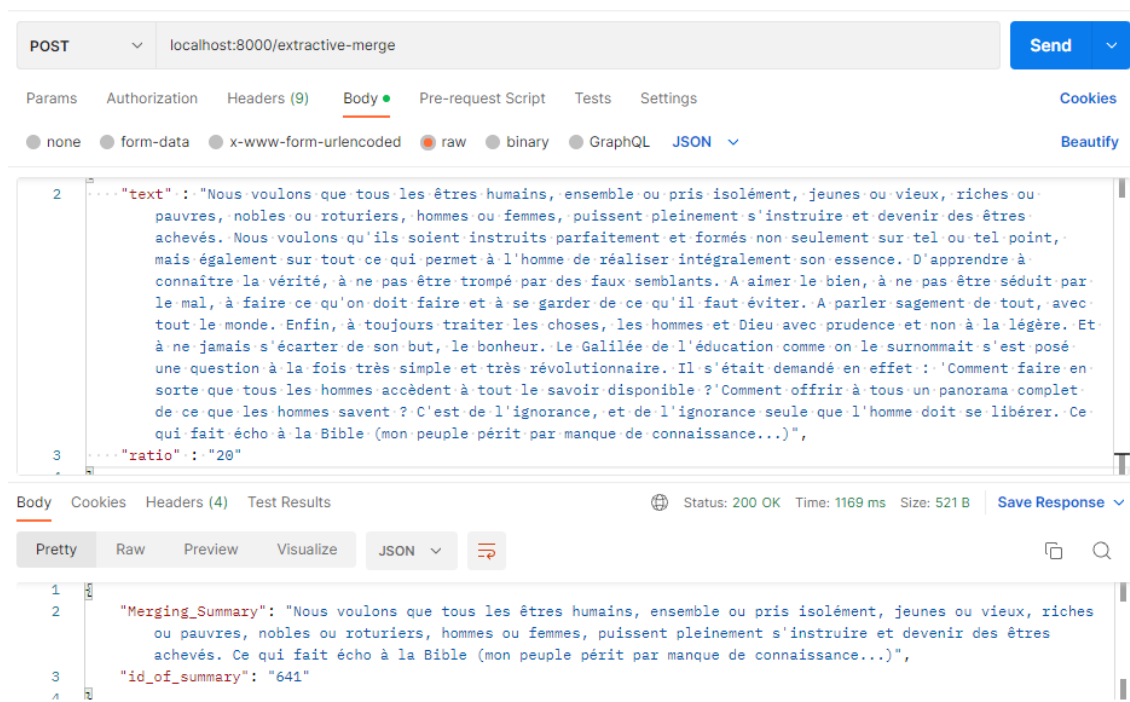 POST localhost:8000/extractive-merge Send
Params Authorization Headers (9) Body Pre-request Script Tests Settings Cookies
none form-data x-www-form-urlencoded raw binary GraphQL JSON Beautify
2 "text" : "Nous voulons que tous les êtres humains, ensemble ou pris isolément, jeunes ou vieux, riches ou
pauvres, nobles ou roturiers, hommes ou femmes, puissent pleinement s'instruire et devenir des êtres
achevés. Nous voulons qu'ils soient instruits parfaitement et formés non seulement sur tel ou tel point,
mais également sur tout ce qui permet à l'homme de réaliser intégralement son essence. D'apprendre à
connaître la vérité, à ne pas être trompé par des faux semblants. A aimer le bien, à ne pas être séduit par
le mal, à faire ce qu'on doit faire et à se garder de ce qu'il faut éviter. A parler sagement de tout, avec
tout le monde. Enfin, à toujours traiter les choses, les hommes et Dieu avec prudence et non à la légère. Et
à ne jamais s'écarter de son but, le bonheur. Le Galilée de l'éducation comme on le surnommait s'est posé
une question à la fois très simple et très révolutionnaire. Il s'était demandé en effet : 'Comment faire en
sorte que tous les hommes accèdent à tout le savoir disponible ?'Comment offrir à tous un panorama complet
de ce que les hommes savent ? C'est de l'ignorance, et de l'ignorance seule que l'homme doit se libérer. Ce
qui fait écho à la Bible (mon peuple périt par manque de connaissance...)",
3 "ratio" : "20"
Body Cookies Headers (4) Test Results Status: 200 OK Time: 1169 ms Size: 521 B Save Response
Pretty Raw Preview Visualize JSON
1 {
2 "Merging_Summary": "Nous voulons que tous les êtres humains, ensemble ou pris isolément, jeunes ou vieux, riches
ou pauvres, nobles ou roturiers, hommes ou femmes, puissent pleinement s'instruire et devenir des êtres
achevés. Ce qui fait écho à la Bible (mon peuple périt par manque de connaissance...)",
3 "id_of_summary": "641"
4 }